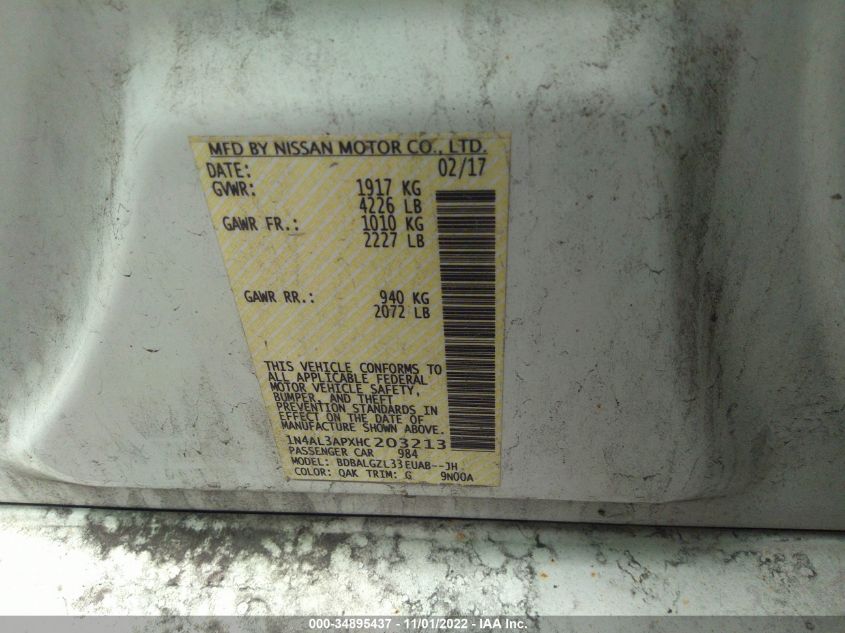 MFD BY NISSAN MOTOR CO., LTD.
DATE: 02/17
GVWR: 1917 KG
4226 LB
GAWR FR.: 1010 KG
2227 LB
GAWR RR.: 940 KG
2072 LB
THIS VEHICLE CONFORMS TO
ALL APPLICABLE FEDERAL
MOTOR VEHICLE SAFETY,
BUMPER, AND THEFT
PREVENTION STANDARDS IN
EFFECT ON THE DATE OF
MANUFACTURE SHOWN ABOVE.
1N4AL3APXHC203213
PASSENGER CAR 984
MODEL: BDBALGZL33EUAB--JH
COLOR: QAK TRIM: G 9N00A
000-34895437 - 11/01/2022 - IAA Inc.